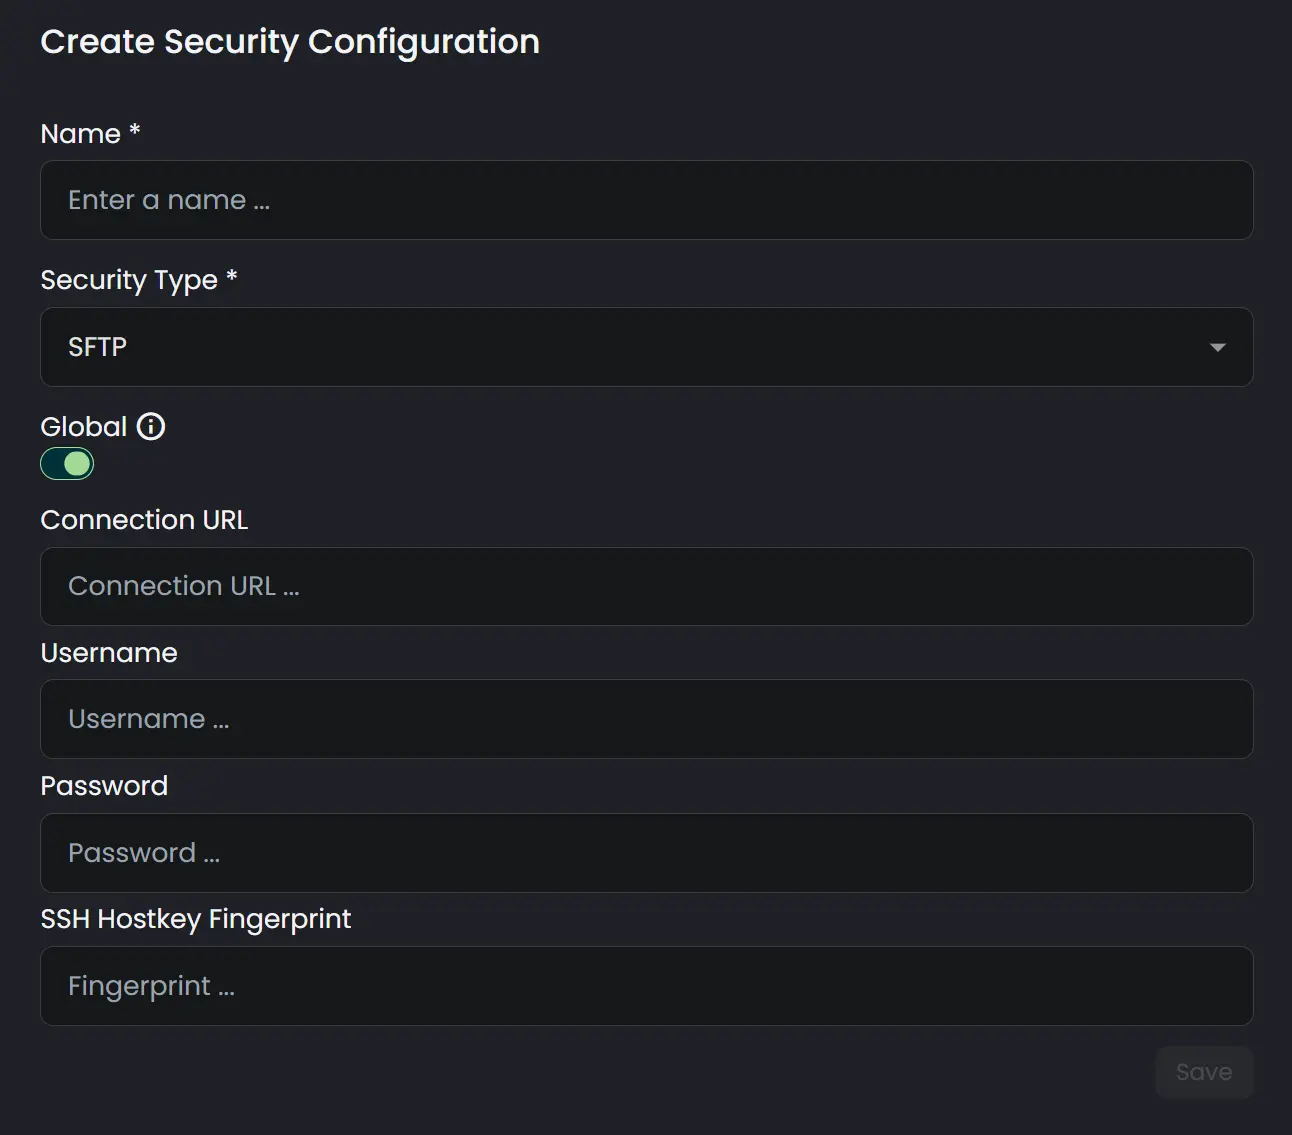 Create Security Configuration
Name *
Enter a name ...
Security Type *
SFTP
Global
Connection URL
Connection URL ...
Username
Username ...
Password
Password ...
SSH Hostkey Fingerprint
Fingerprint ...
Save